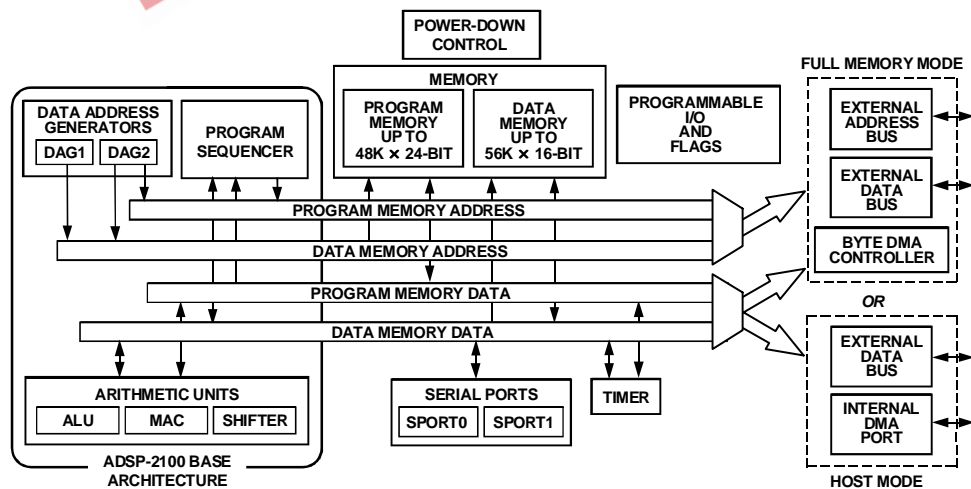 POWER-DOWN
CONTROL
FULL MEMORY MODE
MEMORY
PROGRAM
MEMORY
UP TO
48K × 24-BIT
DATA
MEMORY
UP TO
56K × 16-BIT
PROGRAMMABLE
I/O
AND
FLAGS
DATA ADDRESS
GENERATORS
DAG1
DAG2
PROGRAM
SEQUENCER
EXTERNAL
ADDRESS
BUS
EXTERNAL
DATA
BUS
BYTE DMA
CONTROLLER
PROGRAM MEMORY ADDRESS
DATA MEMORY ADDRESS
PROGRAM MEMORY DATA
DATA MEMORY DATA
OR
EXTERNAL
DATA
BUS
INTERNAL
DMA
PORT
HOST MODE
ARITHMETIC UNITS
ALU
MAC
SHIFTER
SERIAL PORTS
SPORT0
SPORT1
TIMER
ADSP-2100 BASE
ARCHITECTURE